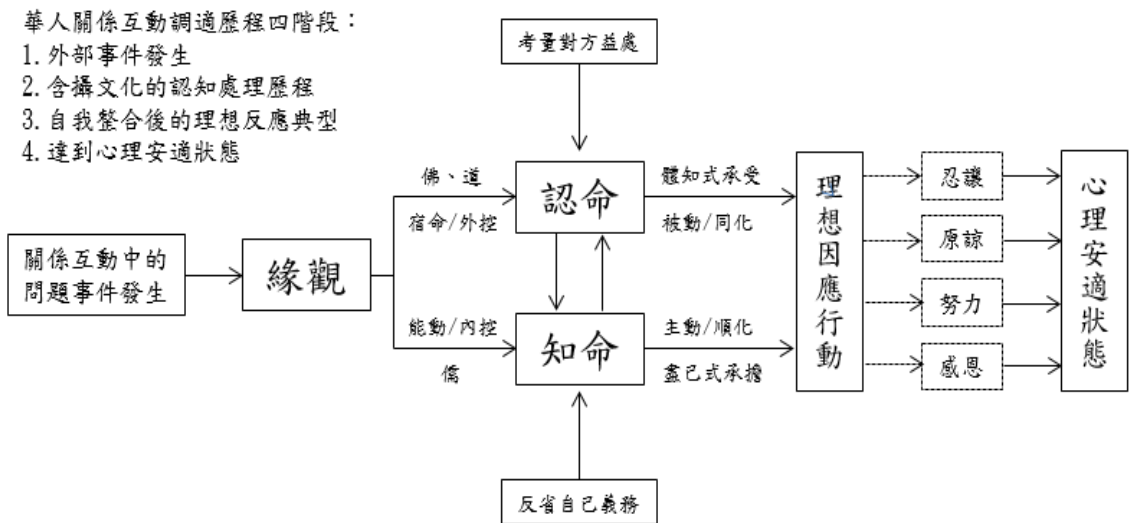 華人關係互動調適歷程四階段：
1.外部事件發生
2.含攝文化的認知處理歷程
3.自我整合後的理想反應典型
4.達到心理安適狀態
考量對方益處
關係互動中的
問題事件發生
緣觀
佛、道
宿命/外控
認命
體知式承受
被動/同化
能動/內控
儒
知命
主動/順化
盡己式承擔
反省自己義務
理想因應行動
忍讓
原諒
努力
感恩
心理安適狀態